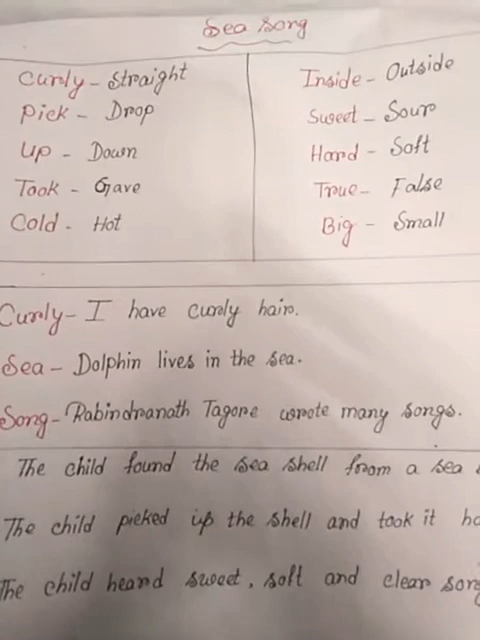 Sea Song
Curly - Straight
Pick - Drop
Up - Down
Took - Gave
Cold - Hot
Inside - Outside
Sweet - Sour
Hard - Soft
True - False
Big - Small
Curly - I have curly hair.
Sea - Dolphin lives in the sea.
Song - Rabindranath Tagore wrote many songs.
The child found the sea shell from a sea
The child picked up the shell and took it
The child heard sweet, soft and clear song